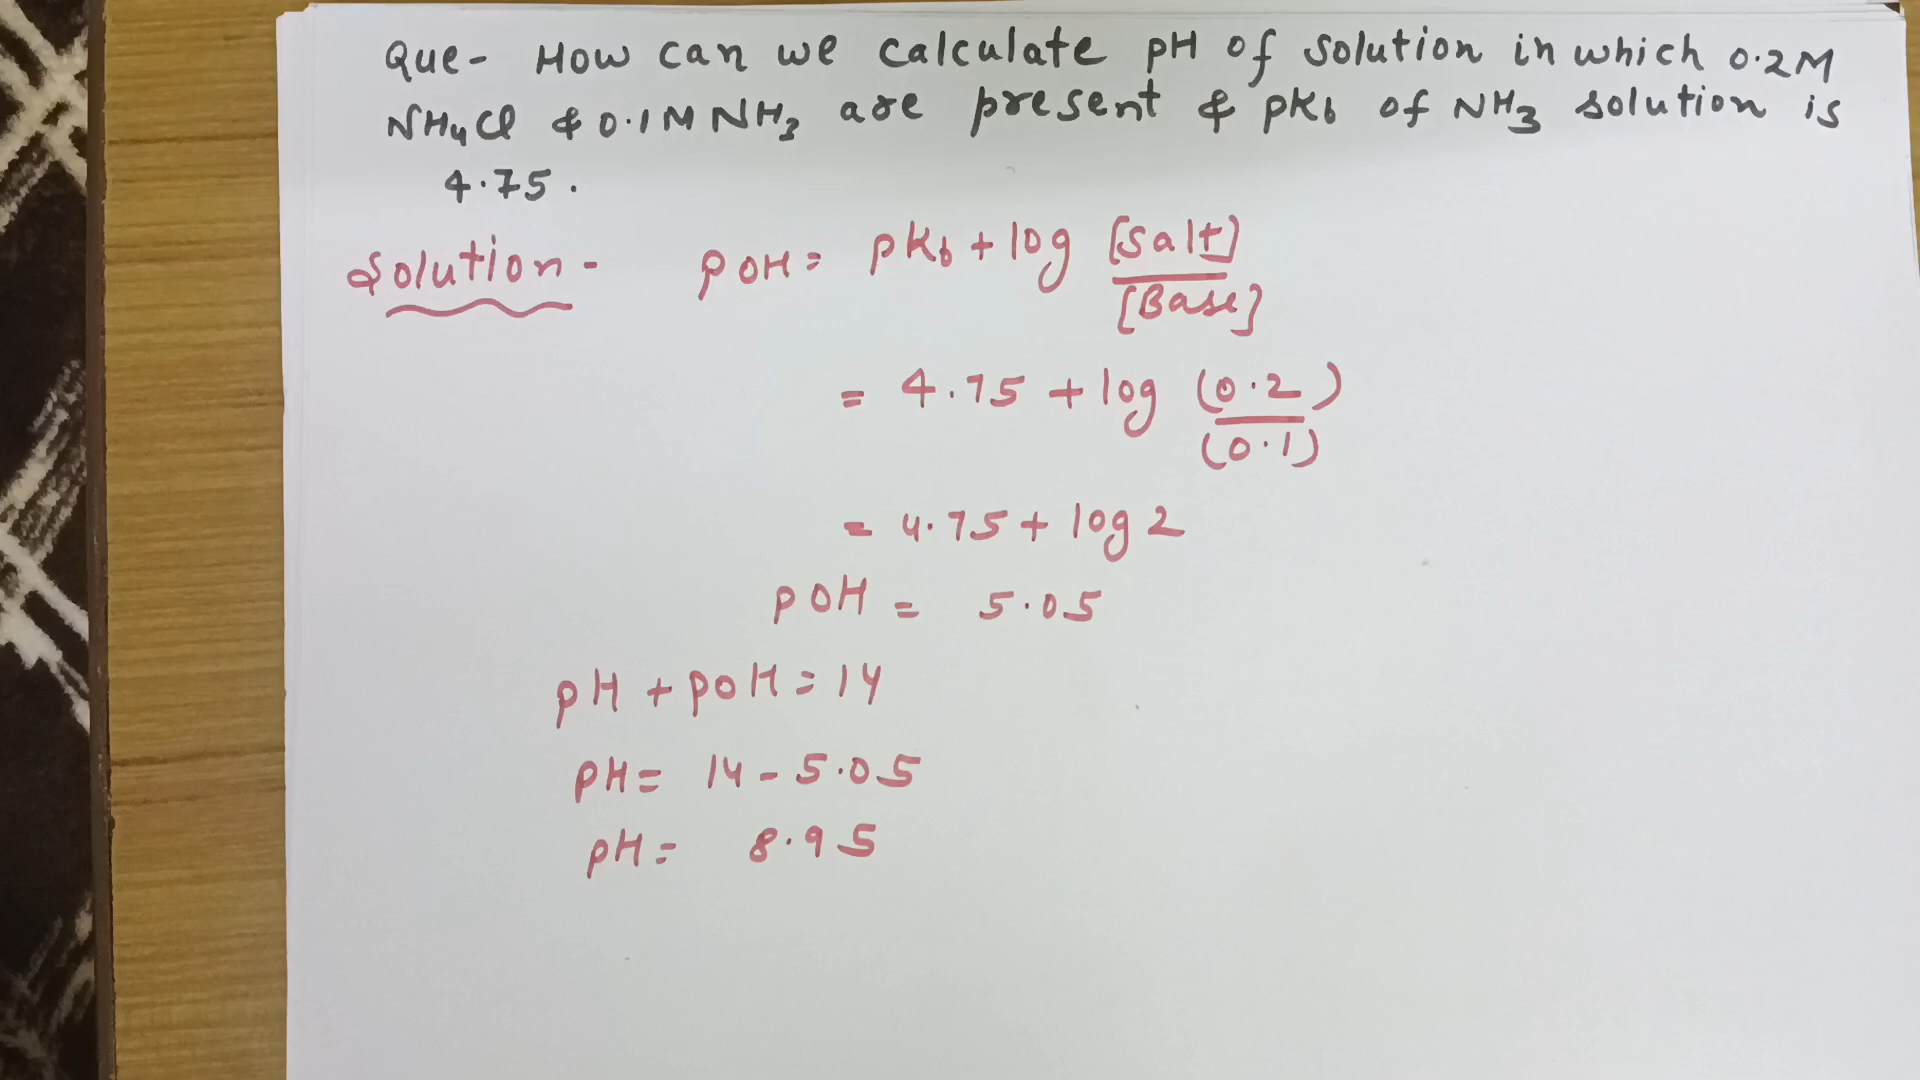 Que- How can we calculate pH of solution in which 0.2M
NH4Cl & 0.1M NH3 are present & pKb of NH3 solution is
4.75.
Solution- pOH = pKb + log [Salt]/[Base]
= 4.75 + log (0.2)/(0.1)
= 4.75 + log 2
pOH = 5.05
pH + pOH = 14
pH = 14 - 5.05
pH = 8.95